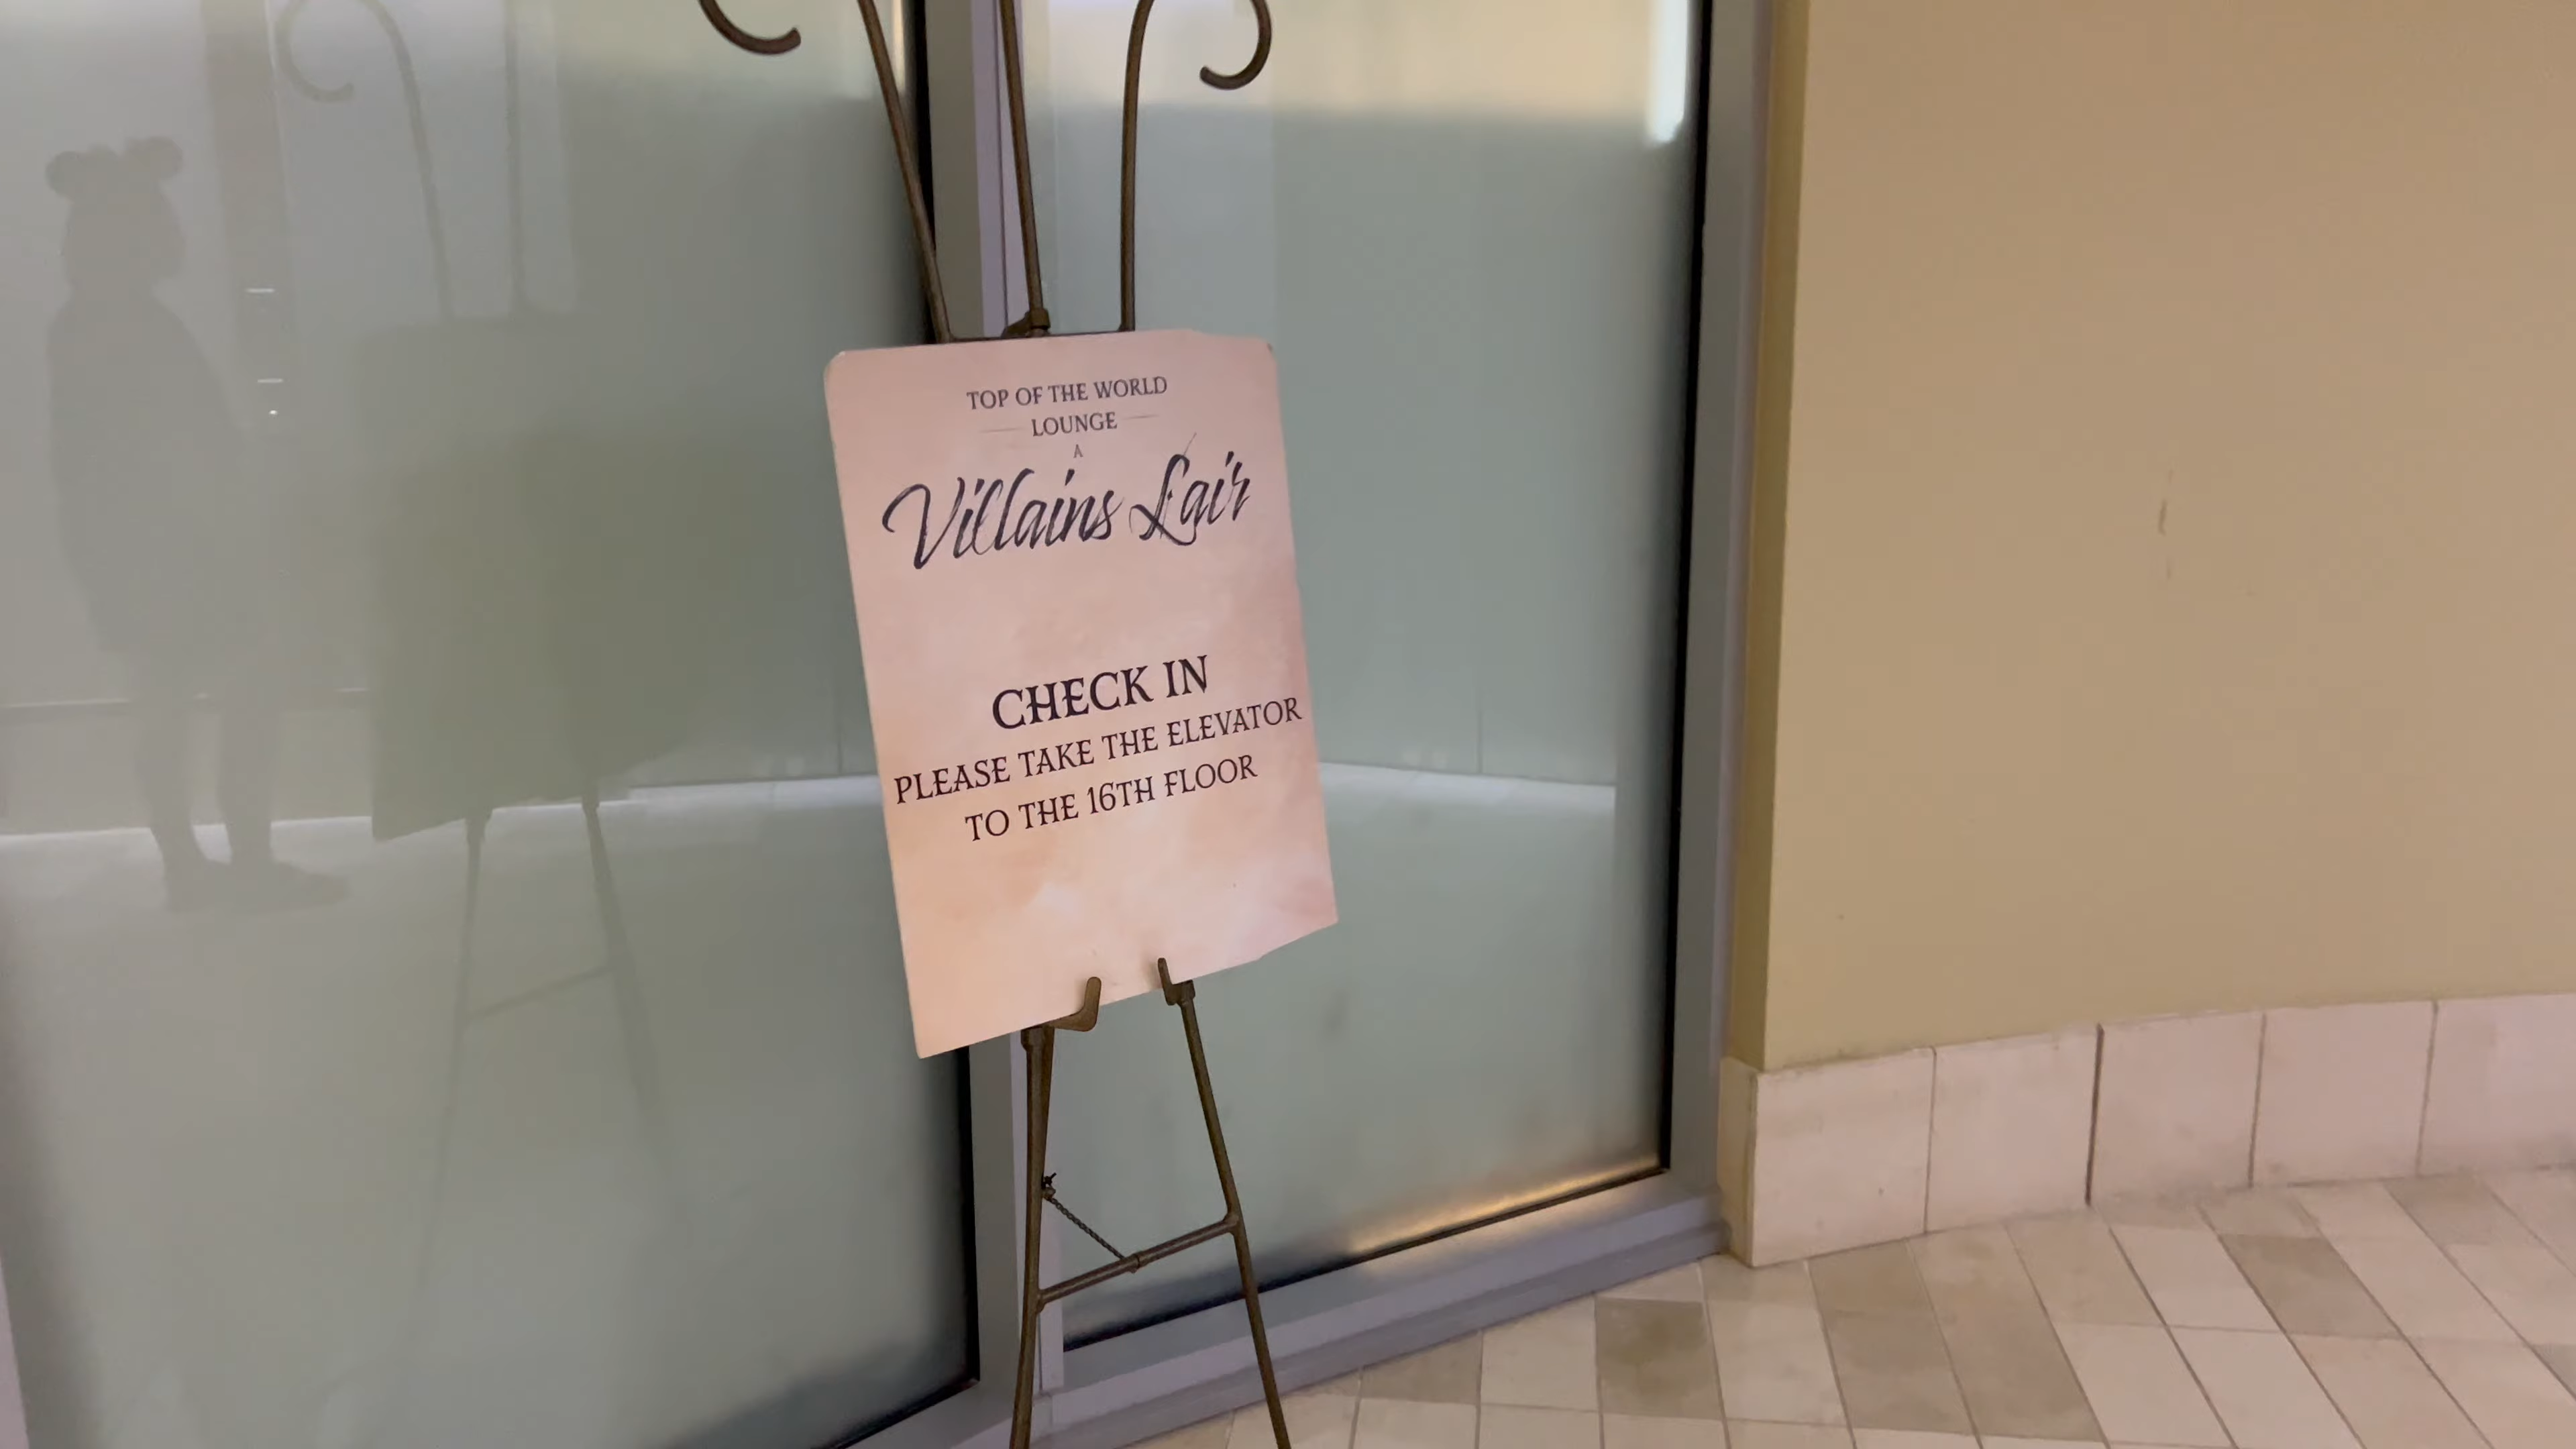 TOP OF THE WORLD
LOUNGE
A
Villains Lair
CHECK IN
PLEASE TAKE THE ELEVATOR
TO THE 16TH FLOOR